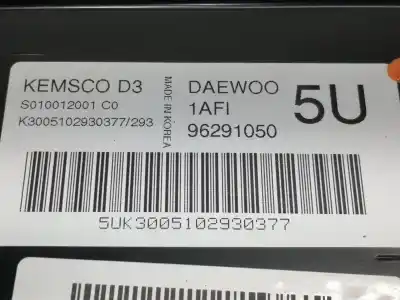 KEMSCO D3
S010012001 C0
K3005102930377/293
MADE IN KOREA
DAEWOO
1AFI
96291050
5U
5UK3005102930377